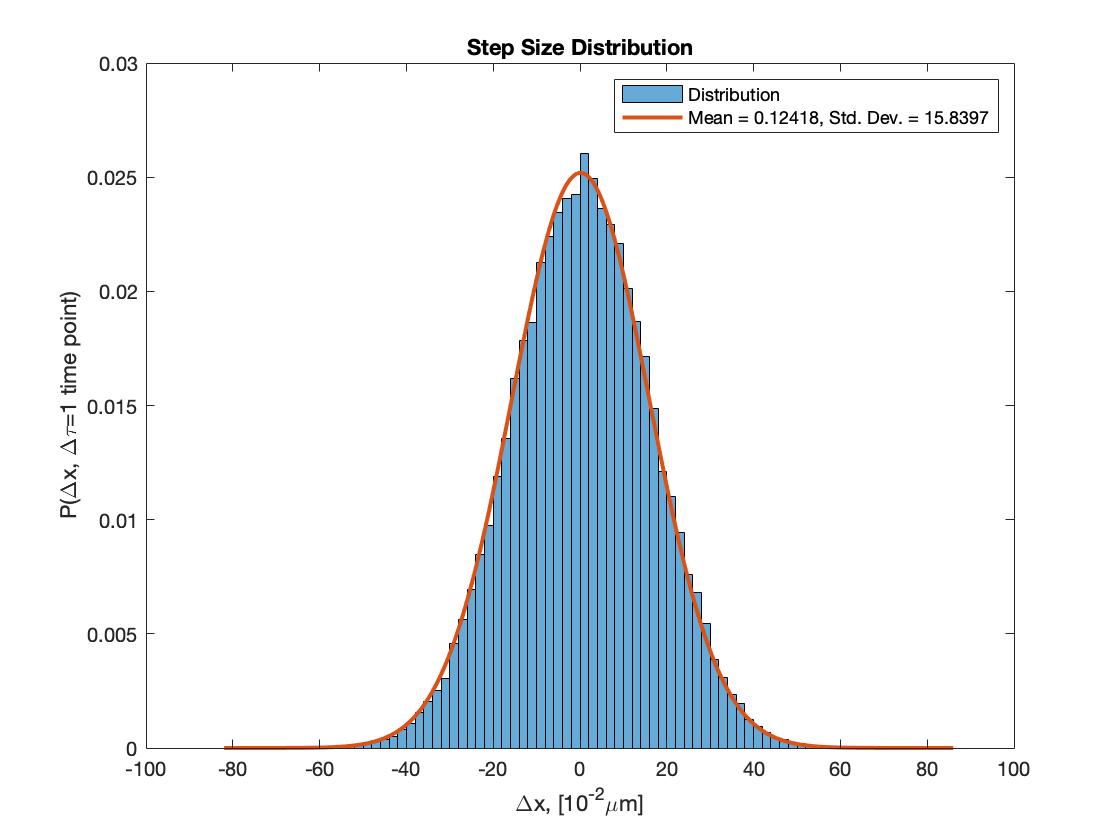 Step Size Distribution
Distribution
Mean = 0.12418, Std. Dev. = 15.8397
P(Δx, Δτ=1 time point)
0.03
0.025
0.02
0.015
0.01
0.005
0
-100 -80 -60 -40 -20 0 20 40 60 80 100
Δx, [10⁻²μm]